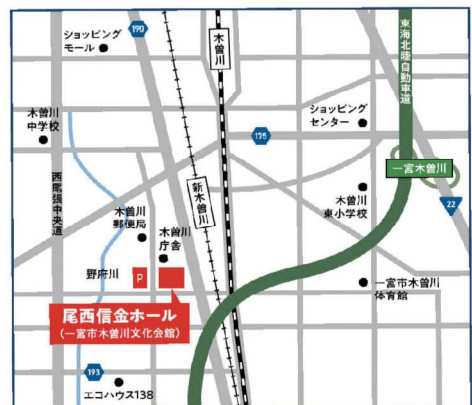 190
ショッピング
モール
木曽川
東海北陸自動車道
木曽川
中学校
ショッピング
センター
175
一宮木曽川
西尾張中央道
新木曽川
木曽川
東小学校
22
木曽川
郵便局
木曽川
庁舎
野府川
P
一宮市木曽川
体育館
尾西信金ホール
(一宮市木曽川文化会館)
193
エコハウス138